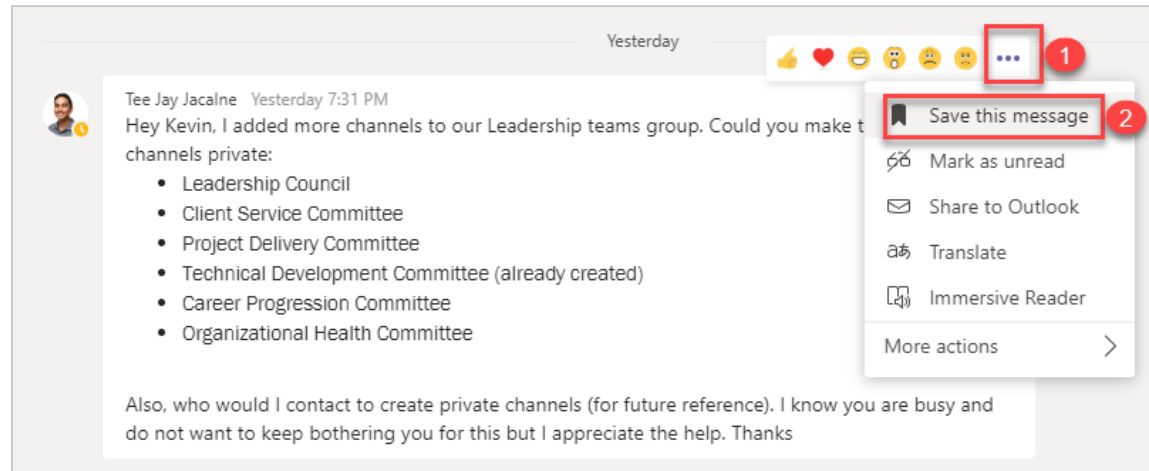 Yesterday
1
Tee Jay Jacalne Yesterday 7:31 PM
Hey Kevin, I added more channels to our Leadership teams group. Could you make t
channels private:
• Leadership Council
• Client Service Committee
• Project Delivery Committee
• Technical Development Committee (already created)
• Career Progression Committee
• Organizational Health Committee
Also, who would I contact to create private channels (for future reference). I know you are busy and
do not want to keep bothering you for this but I appreciate the help. Thanks
Save this message 2
Mark as unread
Share to Outlook
aあ Translate
Immersive Reader
More actions